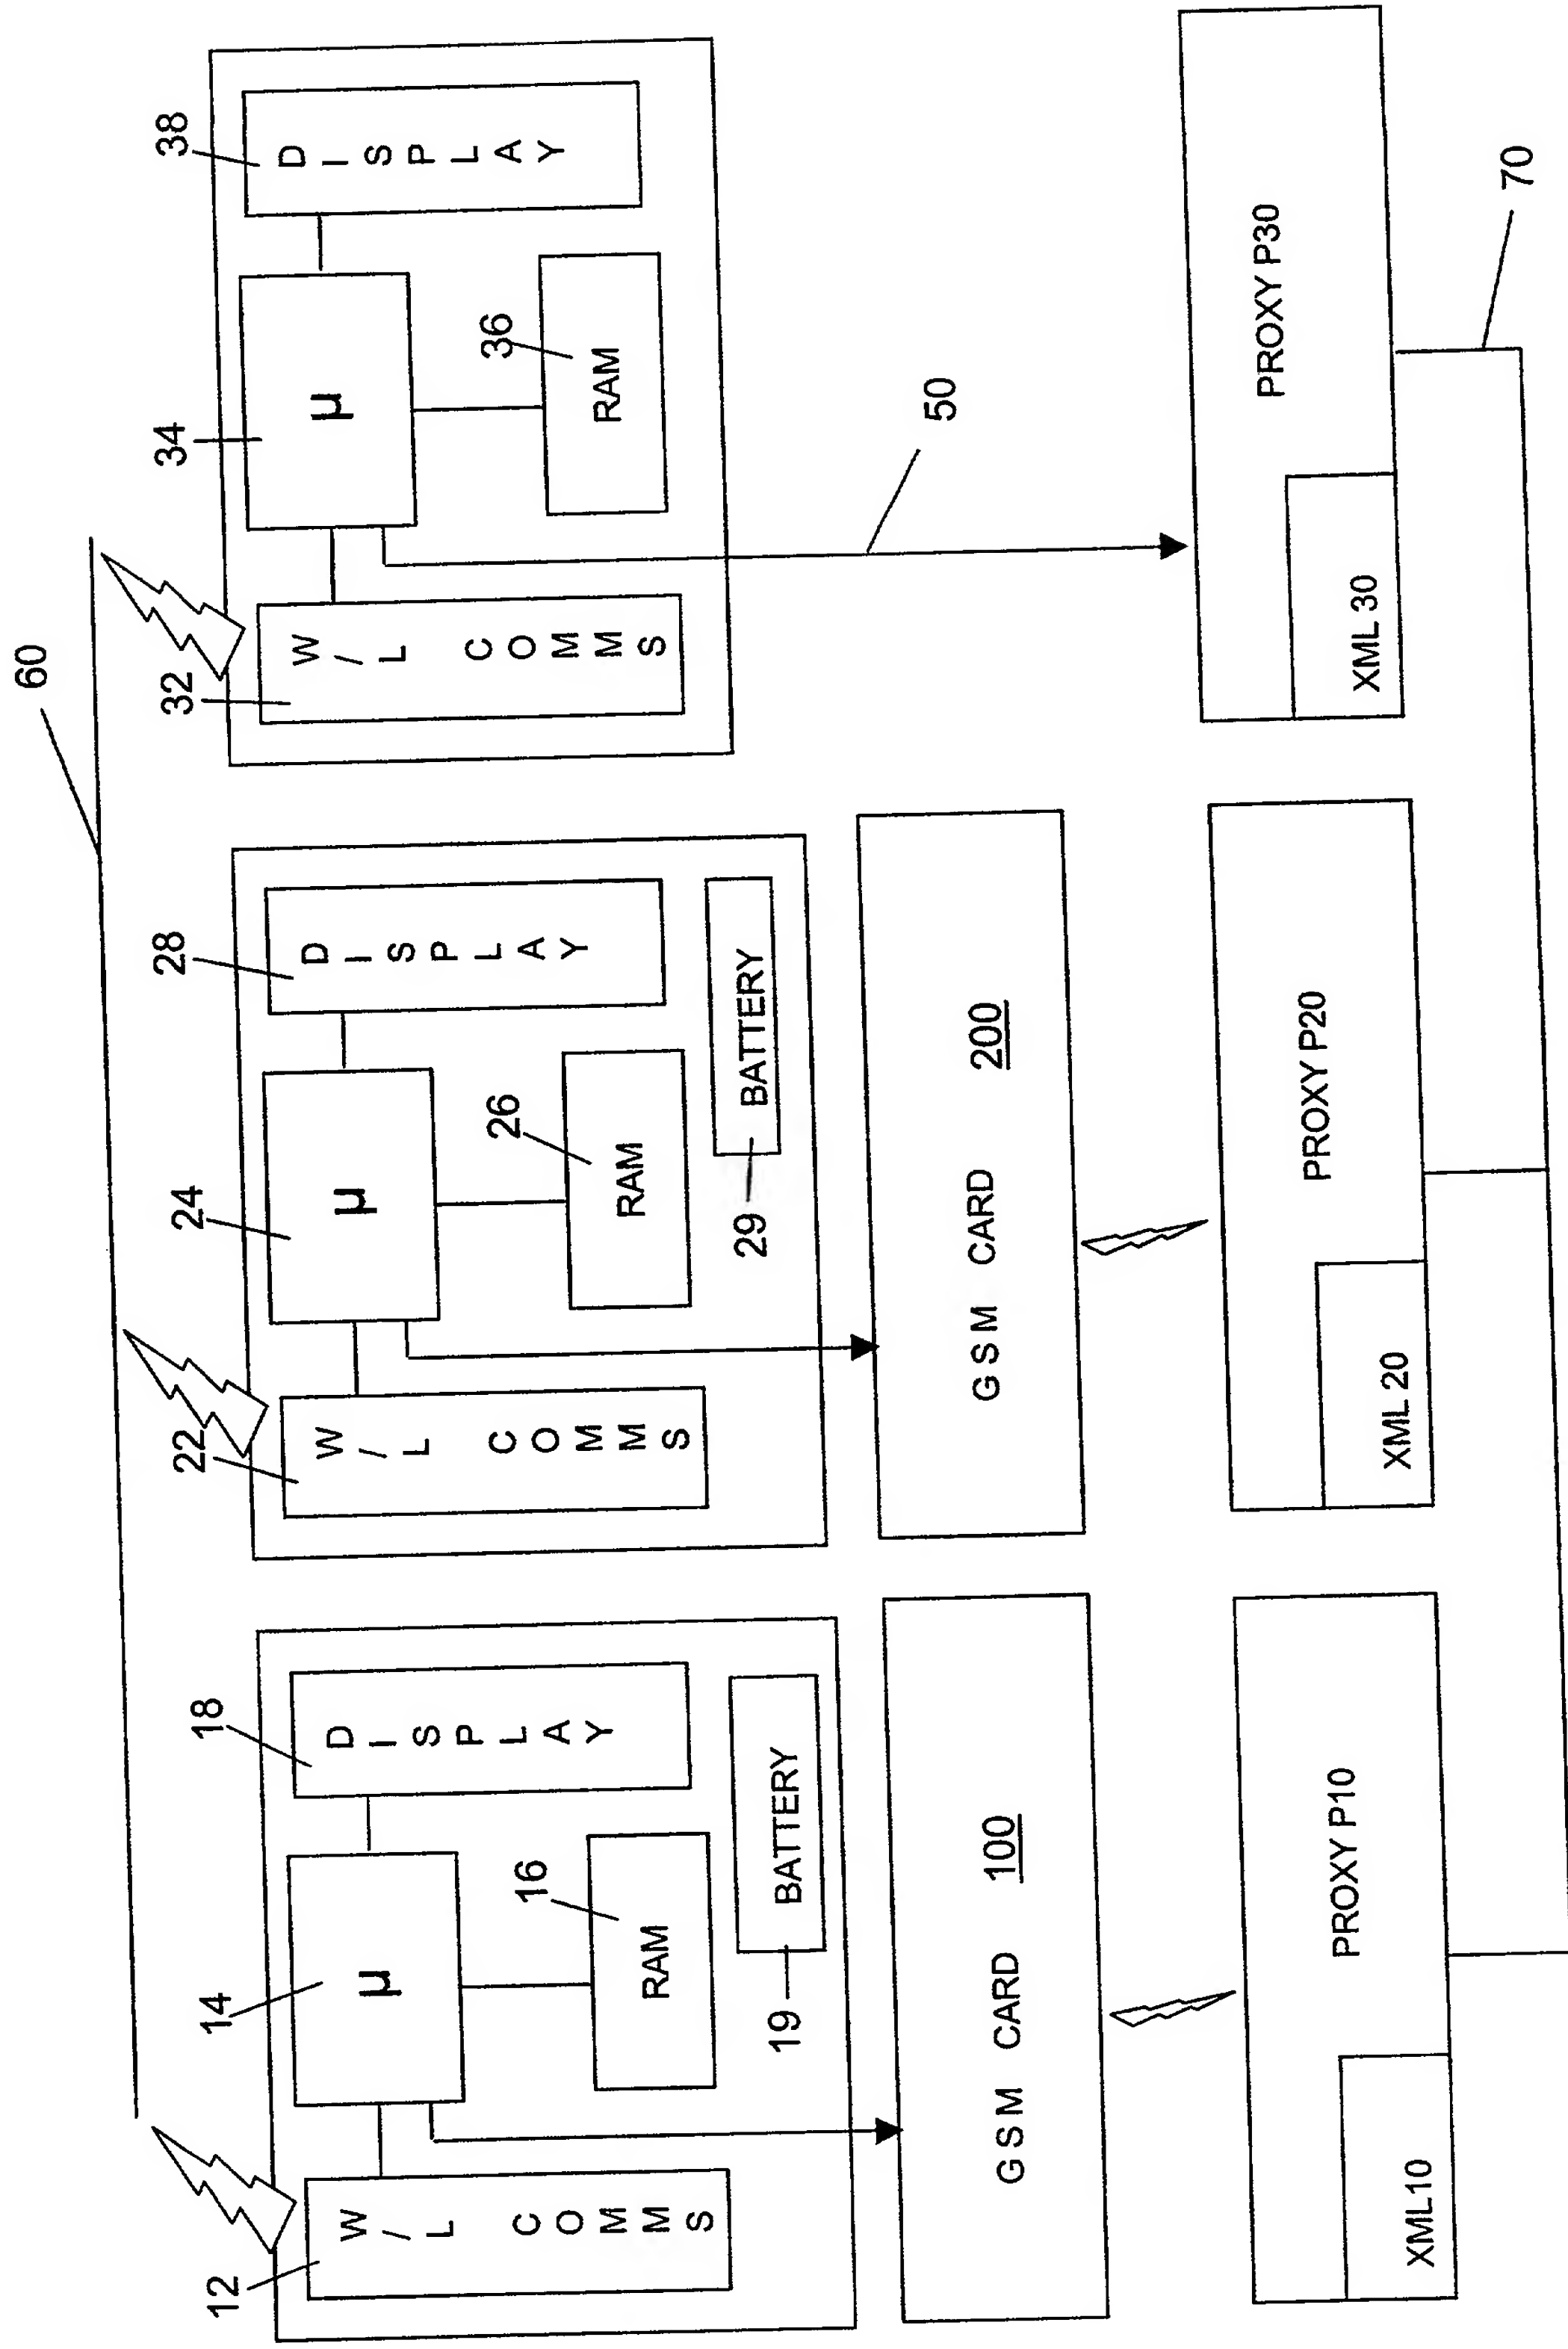 60
12
14
18
W/L COMMS
µ
DISPLAY
16
RAM
19
BATTERY
22
24
28
W/L COMMS
µ
DISPLAY
26
RAM
29
BATTERY
32
34
38
W/L COMMS
µ
DISPLAY
36
RAM
50
GSM CARD 100
GSM CARD 200
PROXY P10
XML10
PROXY P20
XML 20
PROXY P30
XML 30
70